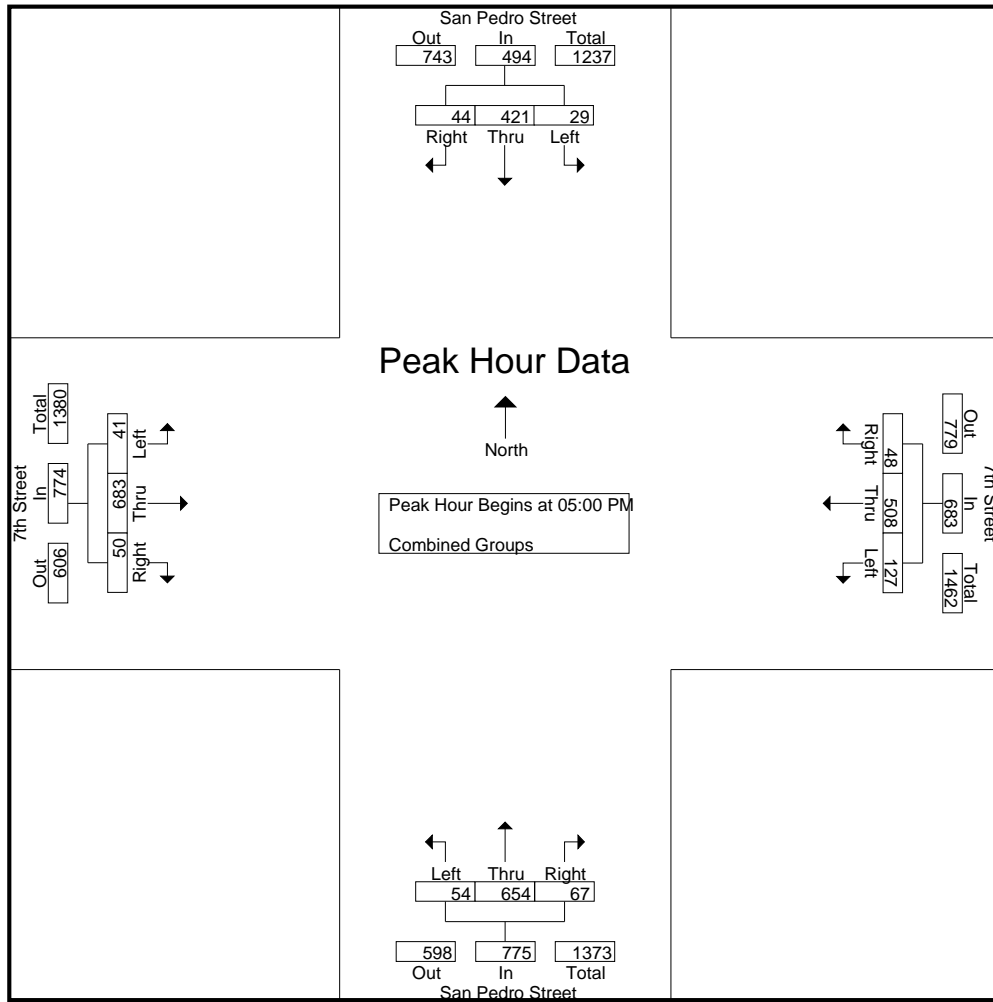 San Pedro Street
Out In Total
743 494 1237
44 421 29
Right Thru Left
Peak Hour Data
North
Peak Hour Begins at 05:00 PM
Combined Groups
7th Street
Total In Out
1380 774 606
41 683 50
Left Thru Right
Right Thru Left
48 508 127
779 683 1462
Out In Total
7th Street
Left Thru Right
54 654 67
598 775 1373
Out In Total
San Pedro Street